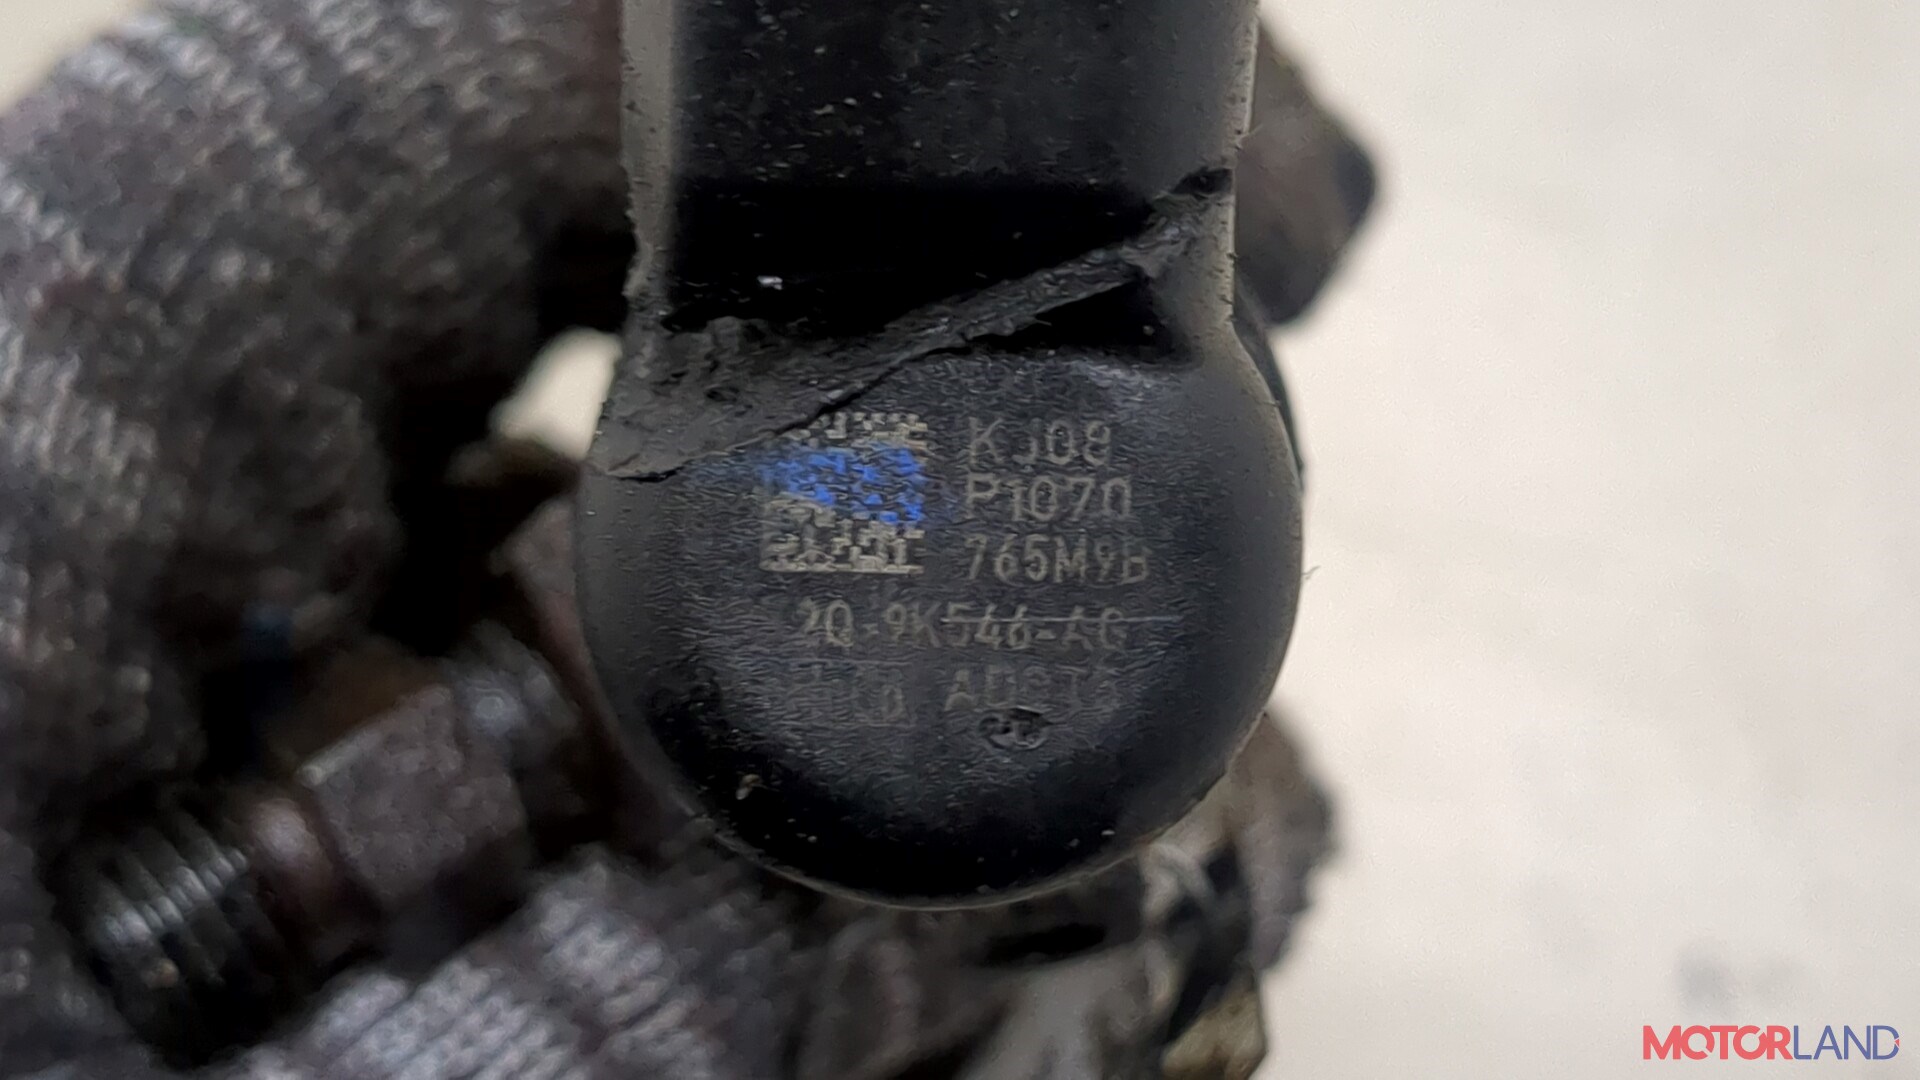 KJ08
P1070
765M9B
2Q-9K546-AG
MOTORLAND